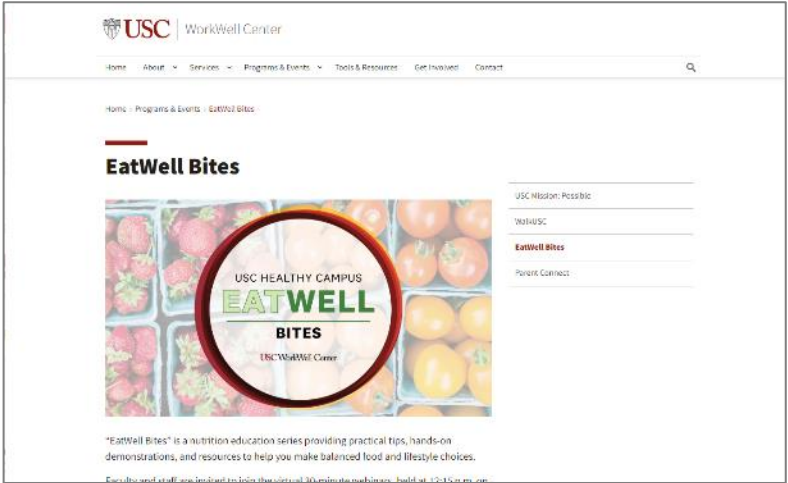 USC WorkWell Center
Home About Services Programs & Events Tools & Resources Get Involved Contact
Home Programs & Events EatWell Bites
EatWell Bites
USC Mission: Possible
WalkUSC
EatWell Bites
Parent Connect
USC HEALTHY CAMPUS
EATWELL
BITES
USC WorkWell Center
"EatWell Bites" is a nutrition education series providing practical tips, hands-on
demonstrations, and resources to help you make balanced food and lifestyle choices.
Faculty and staff are invited to join the virtual 30-minute webinars, held at 12:15 p.m. on